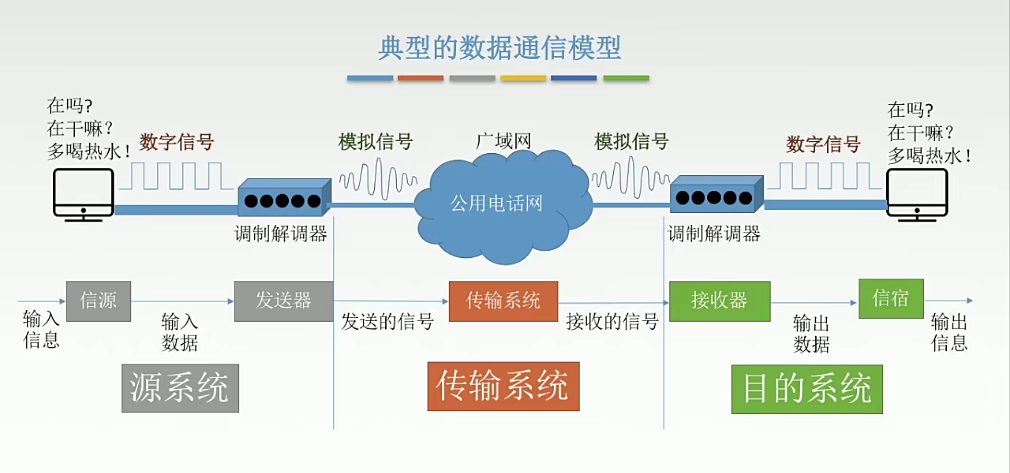 典型的数据通信模型
在吗?
在干嘛?
多喝热水!
数字信号
模拟信号
广域网
模拟信号
数字信号
在吗?
在干嘛?
多喝热水!
公用电话网
调制解调器
调制解调器
信源
发送器
传输系统
接收器
信宿
输入
信息
输入
数据
发送的信号
接收的信号
输出
数据
输出
信息
源系统
传输系统
目的系统